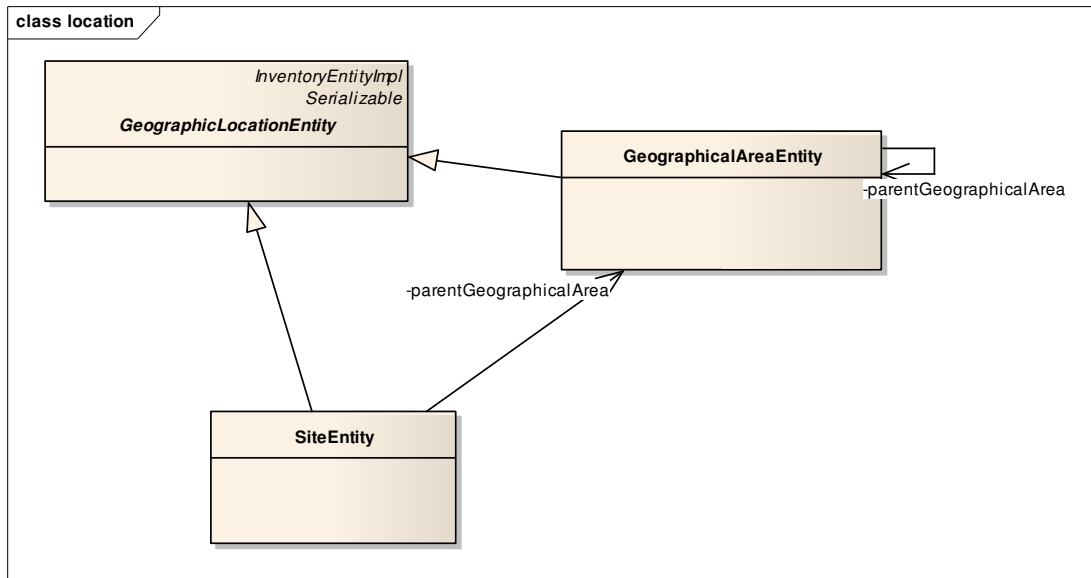 class location
InventoryEntityImpl
Serializable
GeographicLocationEntity
GeographicalAreaEntity
-parentGeographicalArea
-parentGeographicalArea
SiteEntity